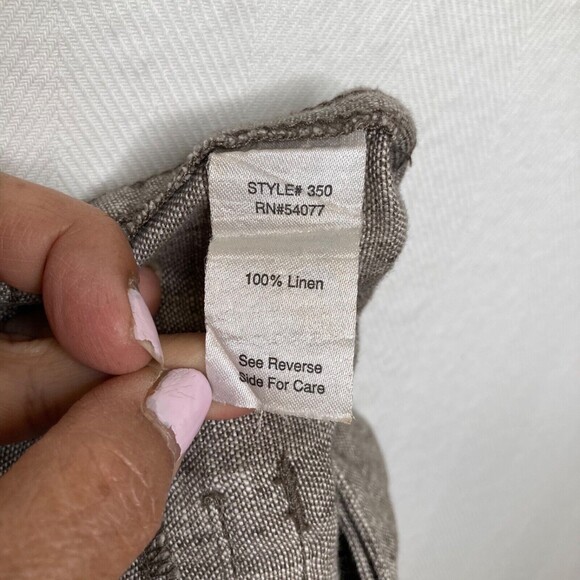 STYLE# 350
RN#54077
100% Linen
See Reverse
Side For Care